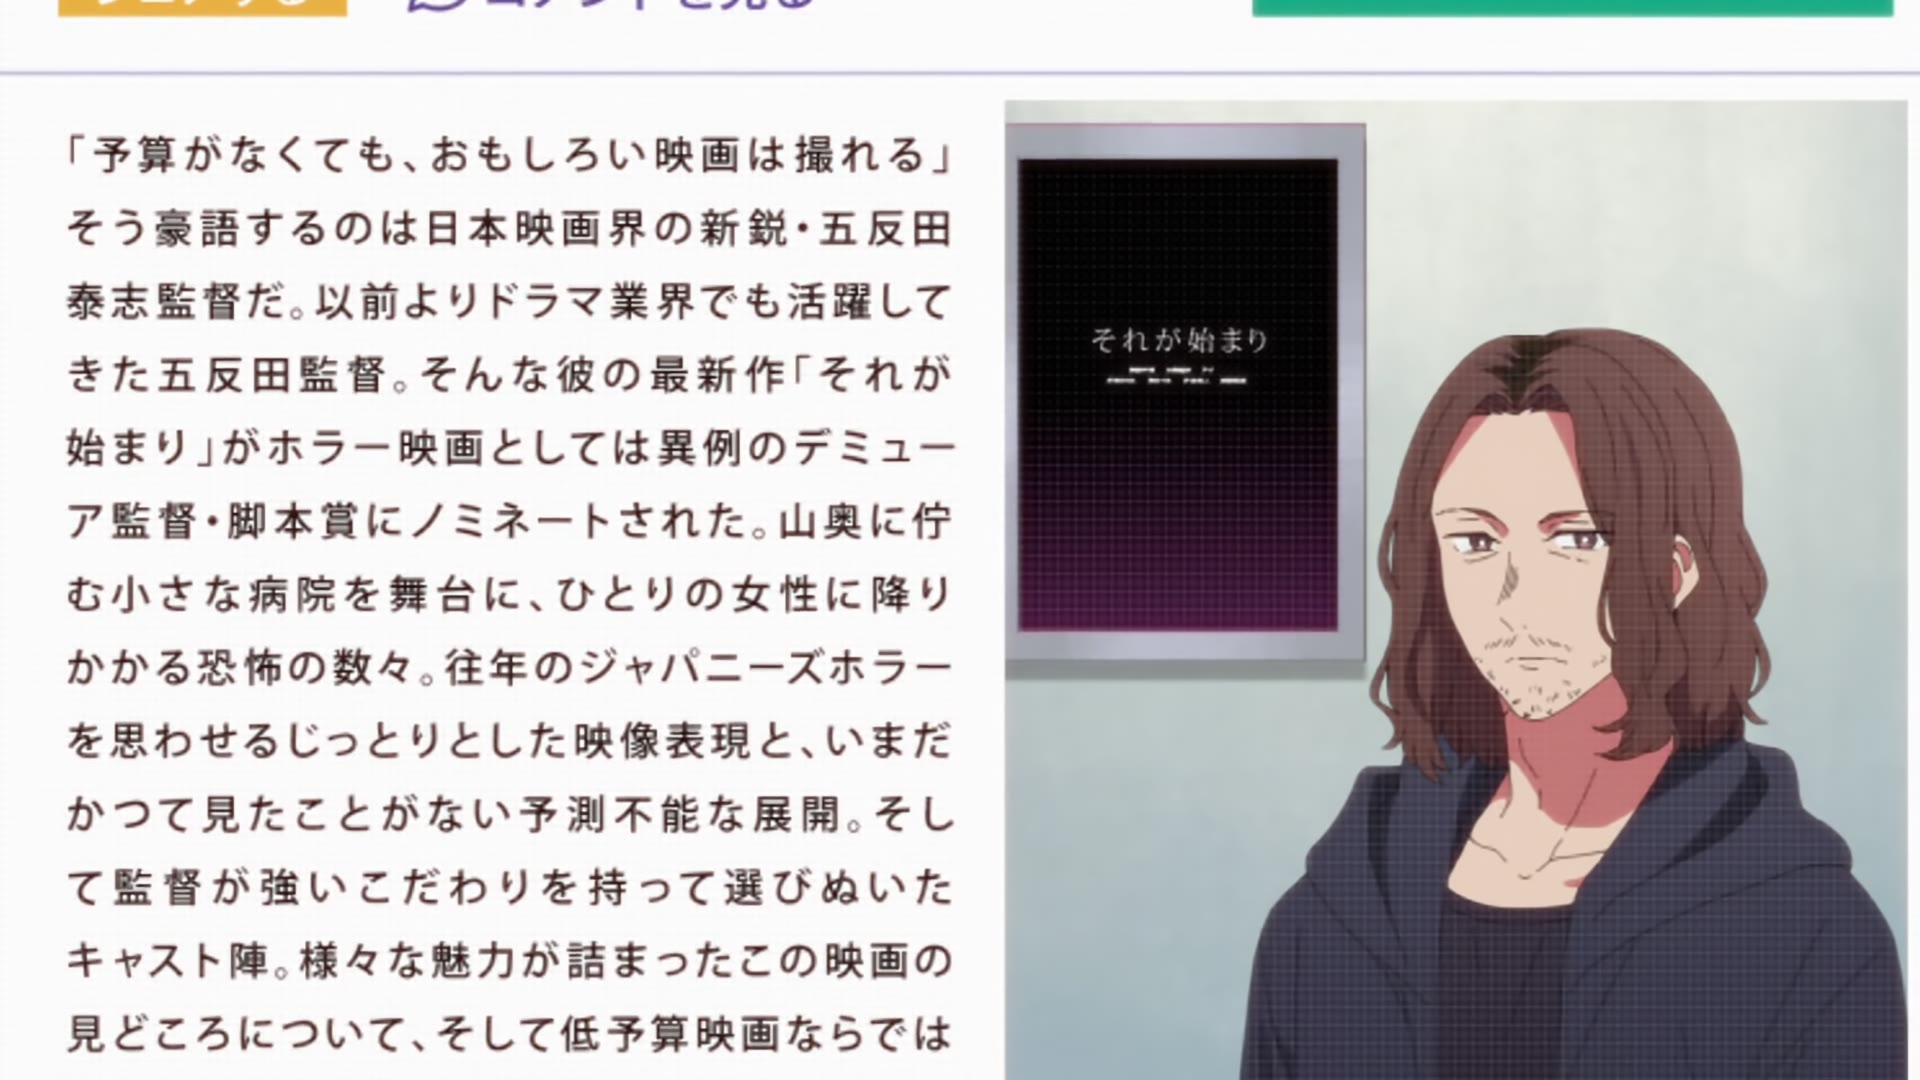 コメントを見る
「予算がなくても、おもしろい映画は撮れる」
そう豪語するのは日本映画界の新鋭・五反田
泰志監督だ。以前よりドラマ業界でも活躍して
きた五反田監督。そんな彼の最新作「それが
始まり」がホラー映画としては異例のデミュー
ア監督・脚本賞にノミネートされた。山奥に佇
む小さな病院を舞台に、ひとりの女性に降り
かかる恐怖の数々。往年のジャパニーズホラー
を思わせるじっとりとした映像表現と、いまだ
かつて見たことがない予測不能な展開。そし
て監督が強いこだわりを持って選びぬいた
キャスト陣。様々な魅力が詰まったこの映画の
見どころについて、そして低予算映画ならでは
それが始まり